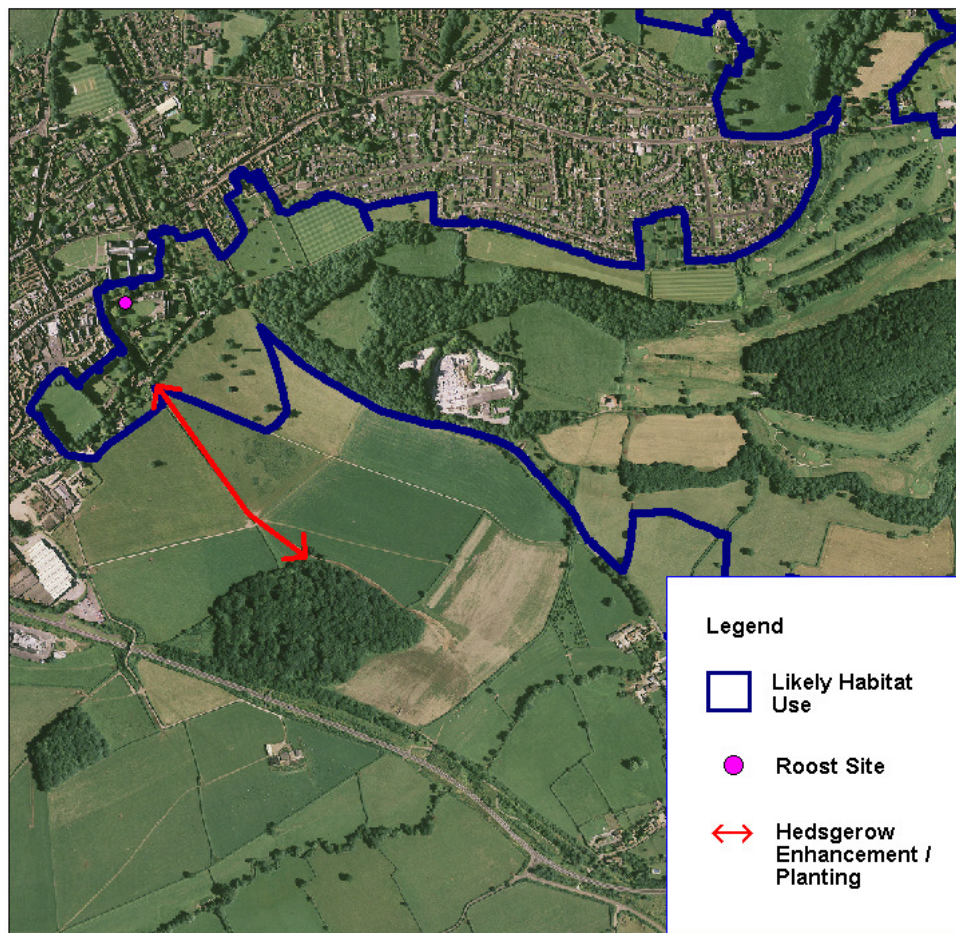 Legend
Likely Habitat
Use
Roost Site
Hedsgerow
Enhancement /
Planting